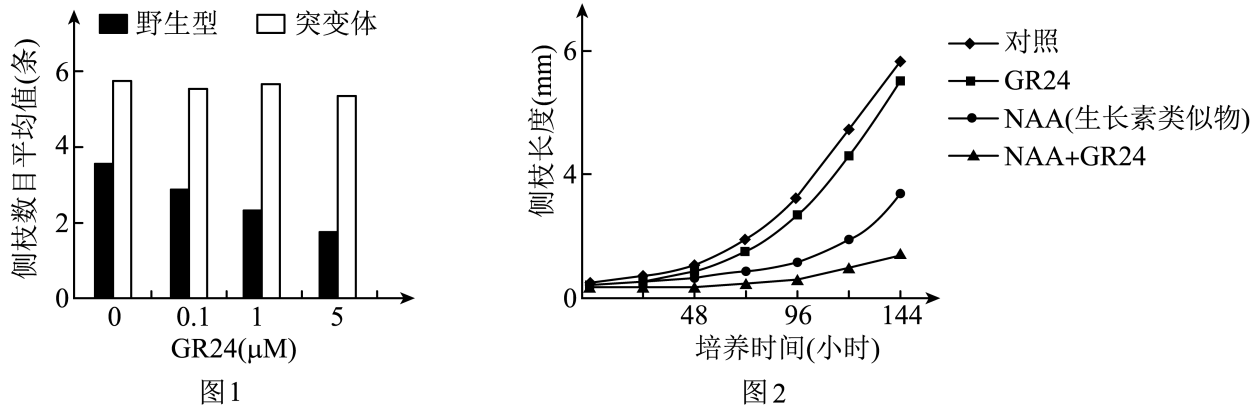 野生型 突变体
侧枝数目平均值(条)
6
4
2
0
0 0.1 1 5
GR24(μM)
图1
侧枝长度(mm)
6
4
0
48 96 144
培养时间(小时)
图2
对照
GR24
NAA(生长素类似物)
NAA+GR24